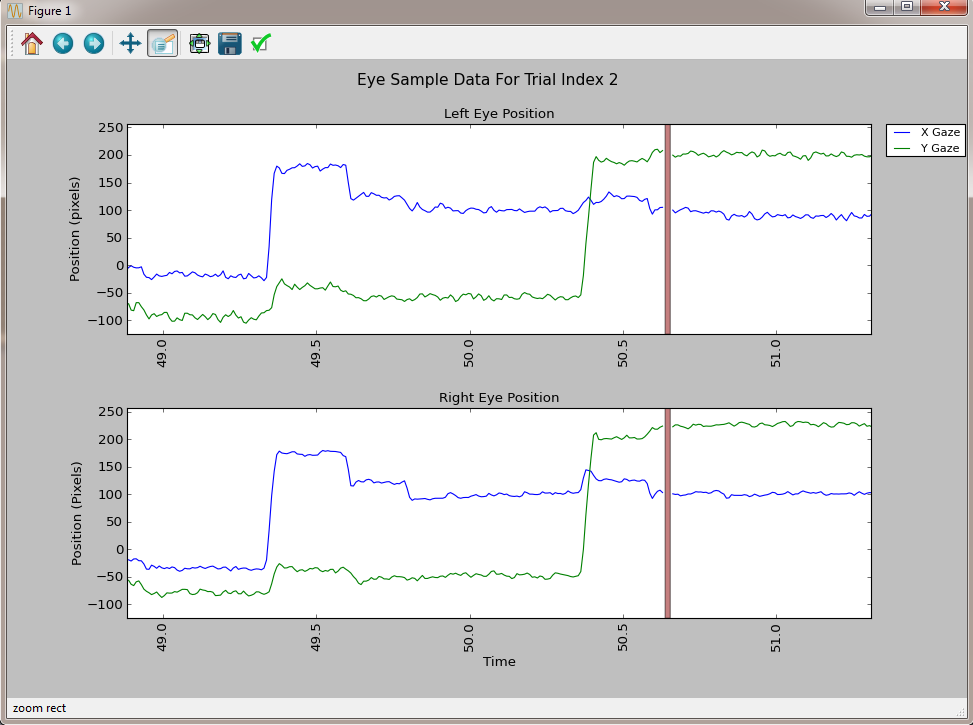 Figure 1
Eye Sample Data For Trial Index 2
Left Eye Position
X Gaze
Y Gaze
Position (pixels)
250
200
150
100
50
0
−50
−100
49.0
49.5
50.0
50.5
51.0
Right Eye Position
Position (Pixels)
250
200
150
100
50
0
−50
−100
49.0
49.5
50.0
50.5
51.0
Time
zoom rect